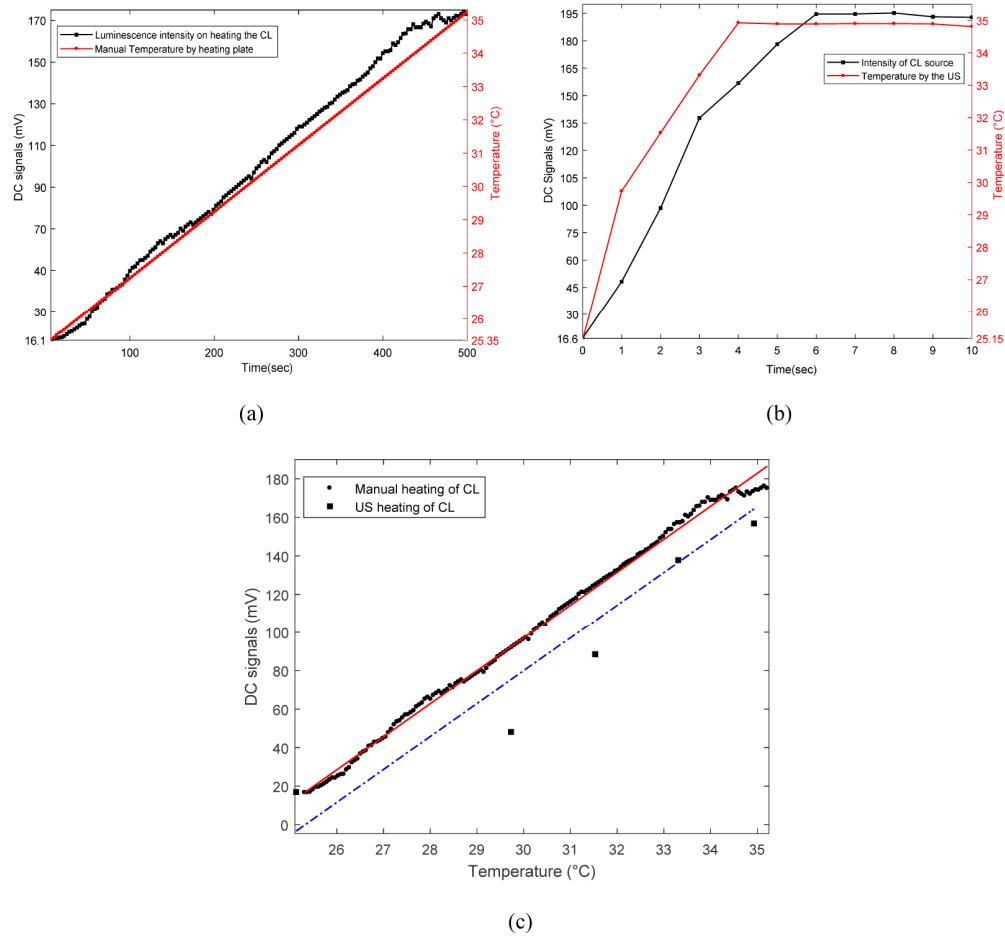 Luminescence intensity on heating the CL
Manual Temperature by heating plate
DC signals (mV)
170
150
130
110
90
70
40
30
16.1
35
34
33
32
31
30
29
28
27
26
25.35
Temperature (°C)
100 200 300 400 500
Time(sec)
(a)
Intensity of CL source
Temperature by the US
DC Signals (mV)
195
185
165
155
135
115
100
95
75
60
45
30
16.6
35
34
33
32
31
30
29
28
27
26
25.15
Temperature (°C)
0 1 2 3 4 5 6 7 8 9 10
Time(sec)
(b)
Manual heating of CL
US heating of CL
DC signals (mV)
180
160
140
120
100
80
60
40
20
0
26 27 28 29 30 31 32 33 34 35
Temperature (°C)
(c)